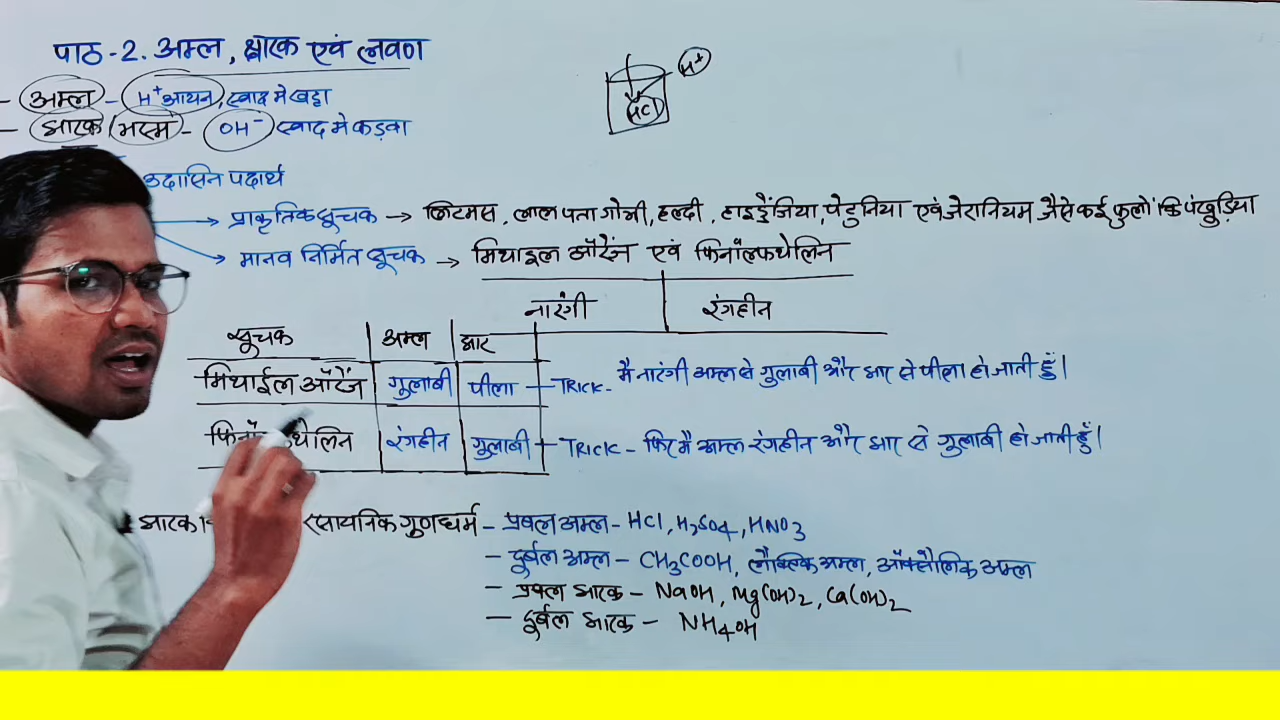 पाठ-2. अम्ल, क्षारक एवं लवण
H+
HCl
- अम्ल - H+ आयन, स्वाद मे खट्टा
- क्षारक/भस्म - OH- स्वाद मे कड़वा
उदासिन पदार्थ
प्राकृतिक सूचक → लिटमस, लाल पता गोभी, हल्दी, हाइड्रेंजिया, पेटुनिया एवं जेरानियम जैसे कई फुलों कि पंखुड़िया
मानव निर्मित सूचक → मिथाइल ऑरेंज एवं फिनॉल्फथेलिन
नारंगी रंगहीन
सूचक अम्ल क्षार
मिथाईल ऑरेंज गुलाबी पीला - TRICK - मै नारंगी अम्ल से गुलाबी और क्षार से पीला हो जाती हुँ।
रंगहीन गुलाबी - TRICK - फिर मै अम्ल रंगहीन और क्षार से गुलाबी हो जाती हुँ।
क्षारक रसायनिक गुणधर्म - प्रबल अम्ल - HCl, H2SO4, HNO3
- दुर्बल अम्ल - CH3COOH, लैक्टिक अम्ल, ऑक्सैलिक अम्ल
- प्रबल क्षारक - NaOH, Mg(OH)2, Ca(OH)2
- दुर्बल क्षारक - NH4OH